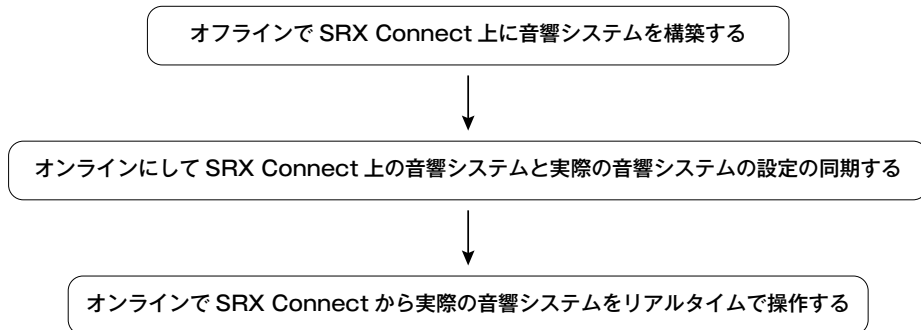 オフラインで SRX Connect 上に音響システムを構築する
オンラインにして SRX Connect 上の音響システムと実際の音響システムの設定の同期する
オンラインで SRX Connect から実際の音響システムをリアルタイムで操作する